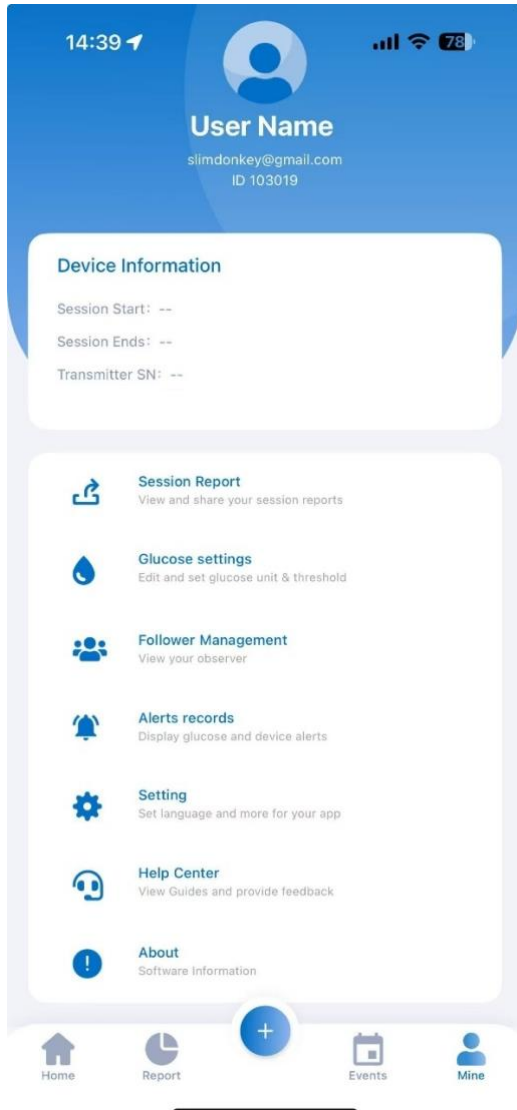 14:39
78
User Name
slimdonkey@gmail.com
ID 103019
Device Information
Session Start: --
Session Ends: --
Transmitter SN: --
Session Report
View and share your session reports
Glucose settings
Edit and set glucose unit & threshold
Follower Management
View your observer
Alerts records
Display glucose and device alerts
Setting
Set language and more for your app
Help Center
View Guides and provide feedback
About
Software Information
Home
Report
Events
Mine